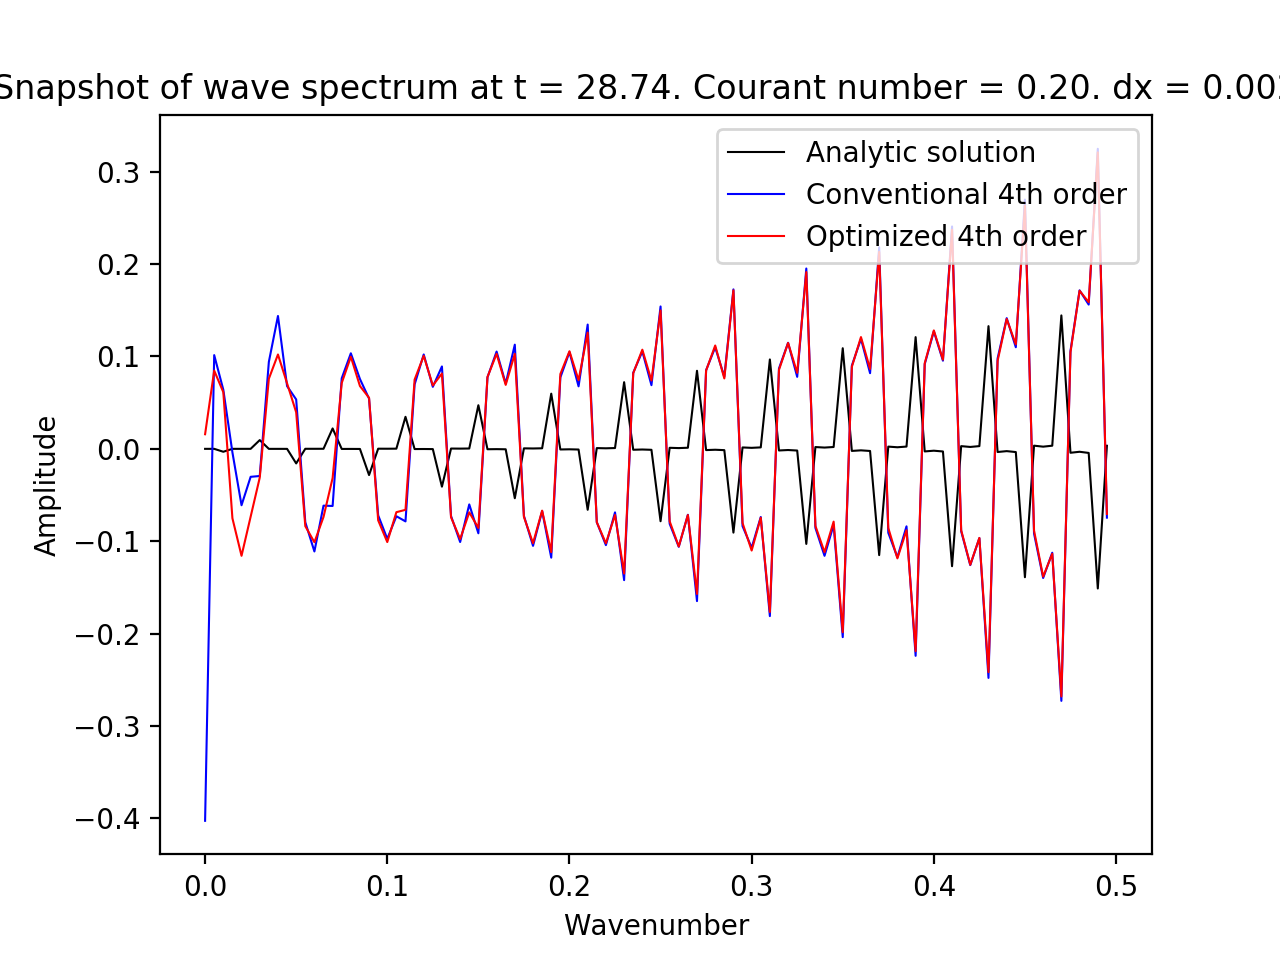 Snapshot of wave spectrum at t = 28.74. Courant number = 0.20. dx = 0.002
0.3
0.2
0.1
0.0
−0.1
−0.2
−0.3
−0.4
Amplitude
Analytic solution
Conventional 4th order
Optimized 4th order
0.0 0.1 0.2 0.3 0.4 0.5
Wavenumber